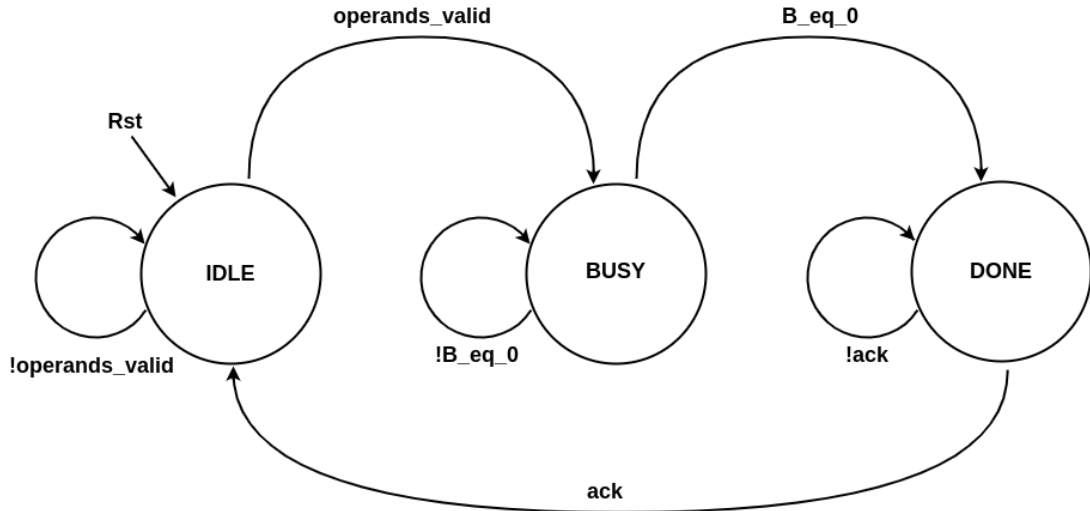 operands_valid
B_eq_0
Rst
IDLE
BUSY
DONE
!operands_valid
!B_eq_0
!ack
ack